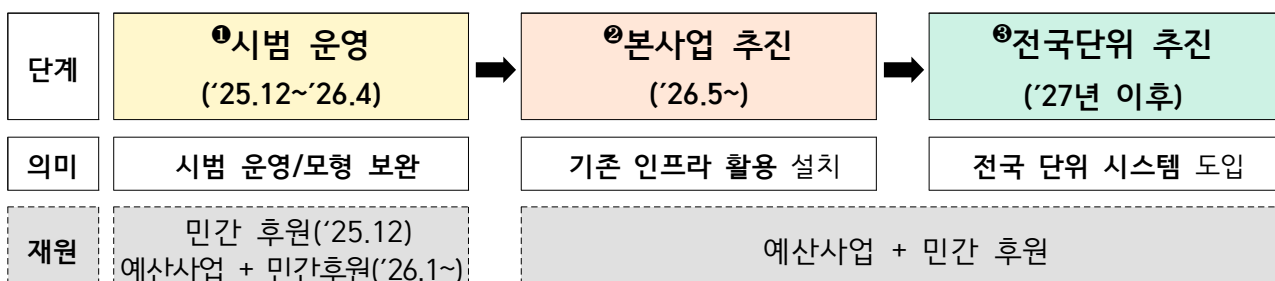 단계
❶시범 운영
(‘25.12~’26.4)
❷본사업 추진
(’26.5~)
❸전국단위 추진
(’27년 이후)
의미
시범 운영/모형 보완
기존 인프라 활용 설치
전국 단위 시스템 도입
재원
민간 후원(‘25.12)
예산사업 + 민간후원(’26.1~)
예산사업 + 민간 후원